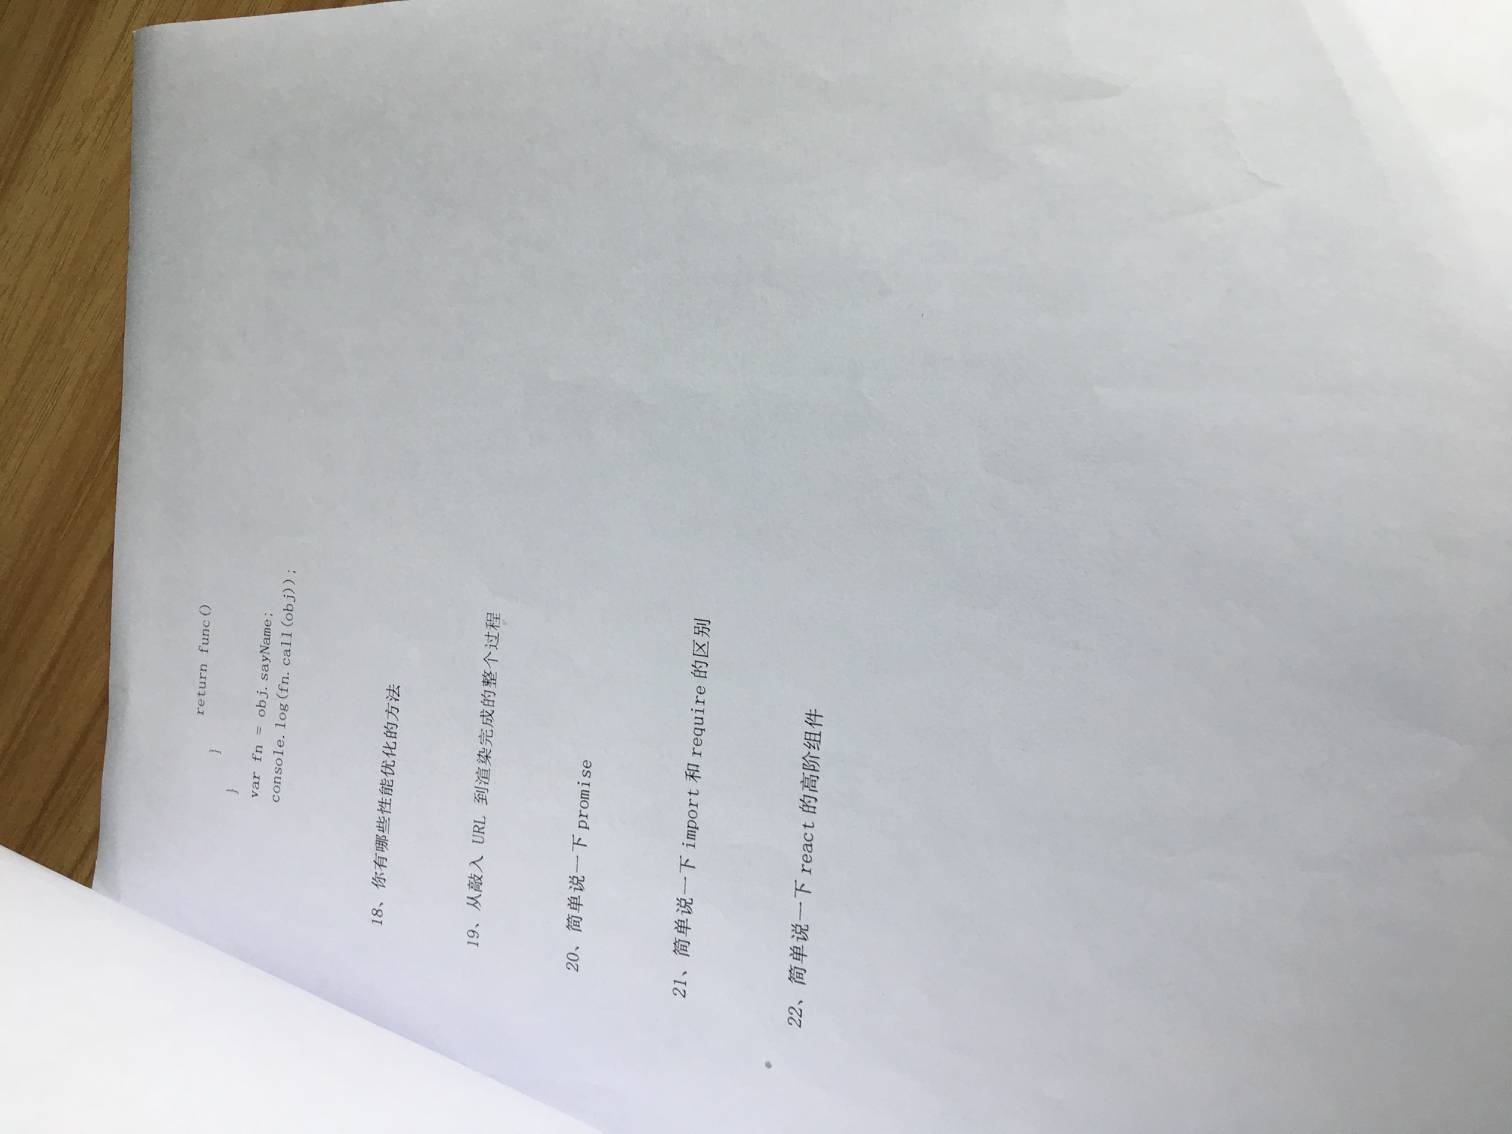 return func()
}
}
var fn = obj.sayName;
console.log(fn.call(obj));
18、你有哪些性能优化的方法
19、从敲入 URL 到渲染完成的整个过程
20、简单说一下 promise
21、简单说一下 import 和 require 的区别
22、简单说一下 react 的高阶组件